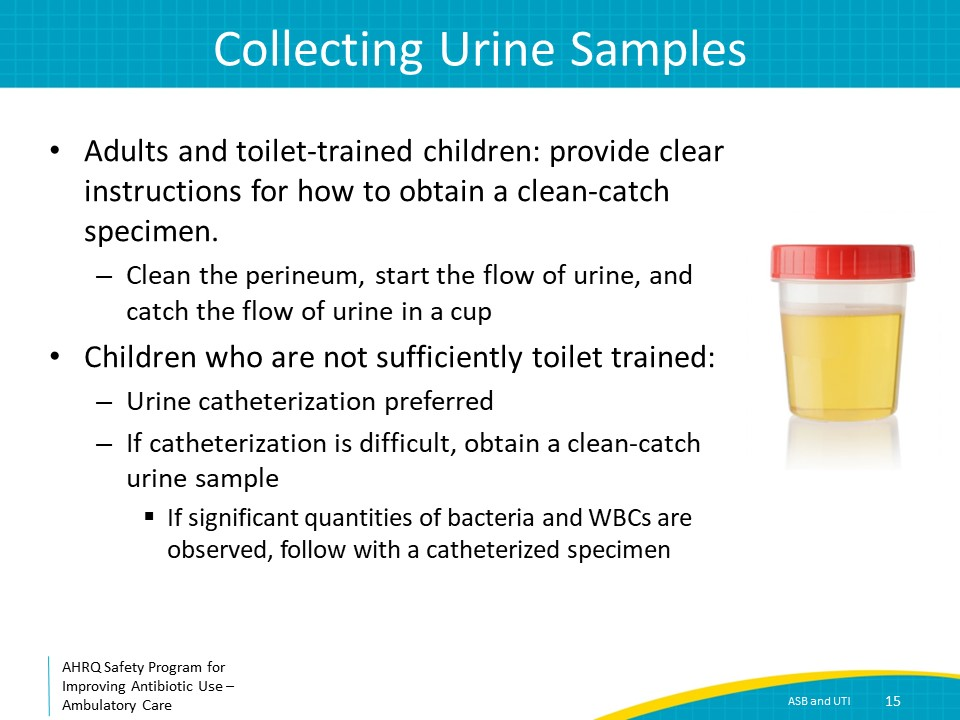 Collecting Urine Samples
• Adults and toilet-trained children: provide clear
instructions for how to obtain a clean-catch
specimen.
– Clean the perineum, start the flow of urine, and
catch the flow of urine in a cup
• Children who are not sufficiently toilet trained:
– Urine catheterization preferred
– If catheterization is difficult, obtain a clean-catch
urine sample
▪ If significant quantities of bacteria and WBCs are
observed, follow with a catheterized specimen
AHRQ Safety Program for
Improving Antibiotic Use –
Ambulatory Care
ASB and UTI 15